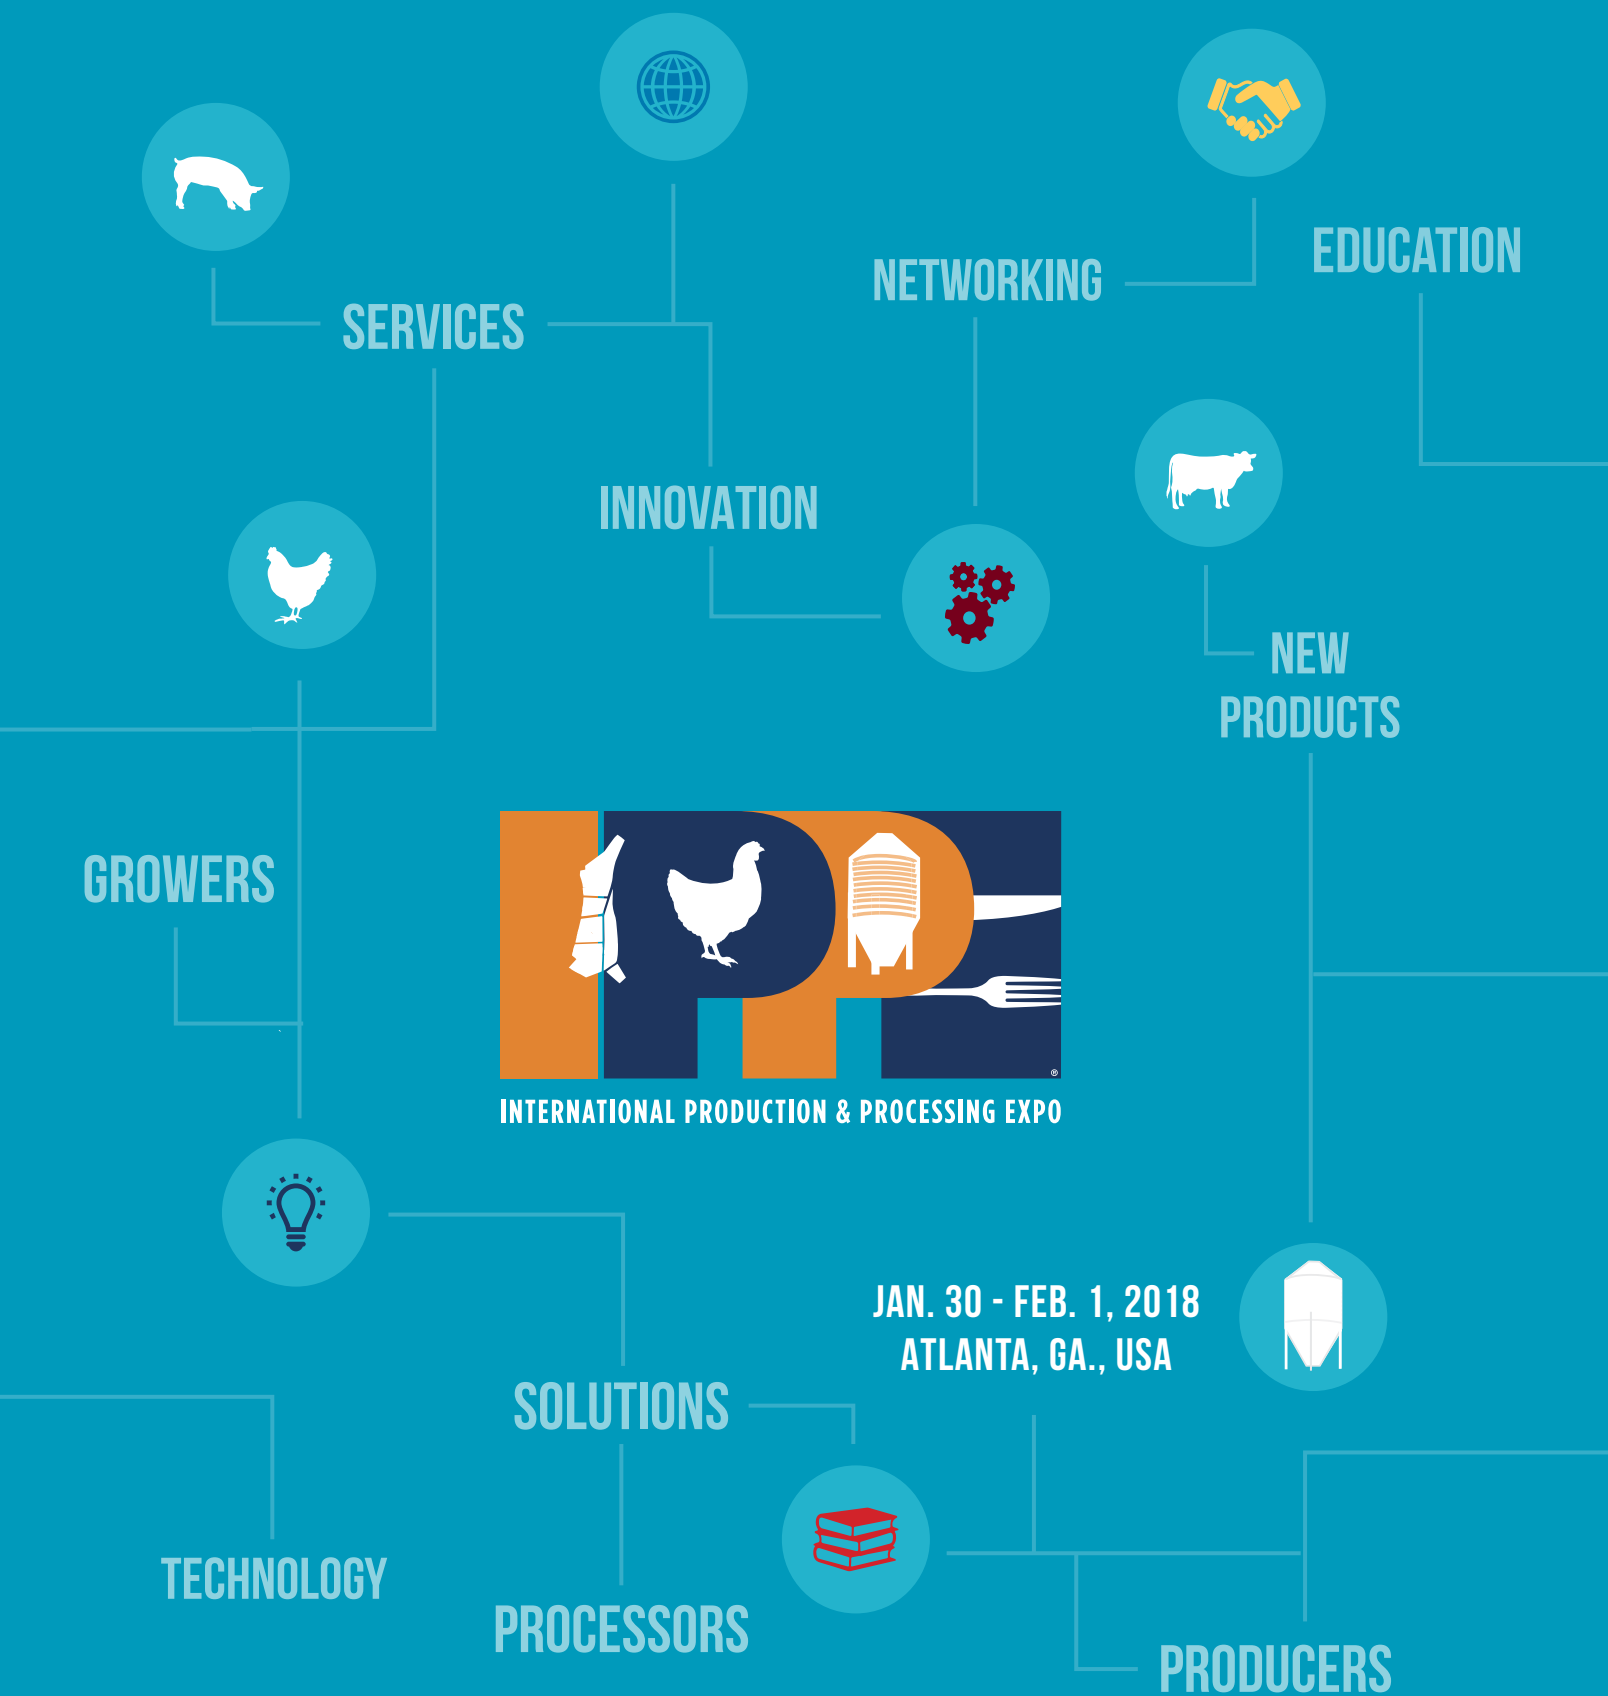 EDUCATION
NETWORKING
SERVICES
INNOVATION
NEW
PRODUCTS
GROWERS
IPPE
®
INTERNATIONAL PRODUCTION & PROCESSING EXPO
JAN. 30 - FEB. 1, 2018
ATLANTA, GA., USA
SOLUTIONS
TECHNOLOGY
PROCESSORS
PRODUCERS